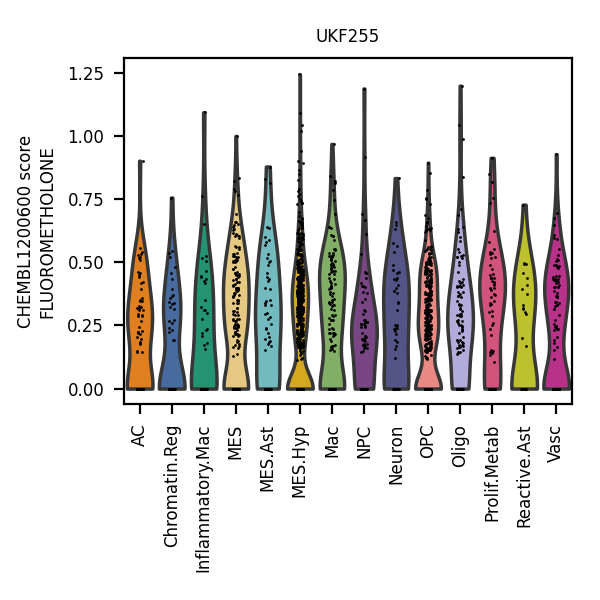 UKF255
CHEMBL1200600 score
FLUOROMETHOLONE
1.25
1.00
0.75
0.50
0.25
0.00
AC
Chromatin.Reg
Inflammatory.Mac
MES
MES.Ast
MES.Hyp
Mac
NPC
Neuron
OPC
Oligo
Prolif.Metab
Reactive.Ast
Vasc